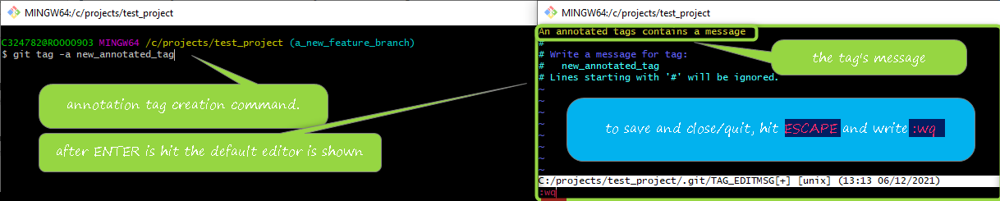 MINGW64:/c/projects/test_project
C324782@RO000903 MINGW64 /c/projects/test_project (a_new_feature_branch)
$ git tag -a new_annotated_tag
annotation tag creation command.
after ENTER is hit the default editor is shown
MINGW64:/c/projects/test_project
An annotated tags contains a message
#
# Write a message for tag:
#   new_annotated_tag
# Lines starting with '#' will be ignored.
~
~
~
~
~
~
~
~
the tag's message
to save and close/quit, hit ESCAPE and write :wq
C:/projects/test_project/.git/TAG_EDITMSG[+] [unix] (13:13 06/12/2021)
:wq